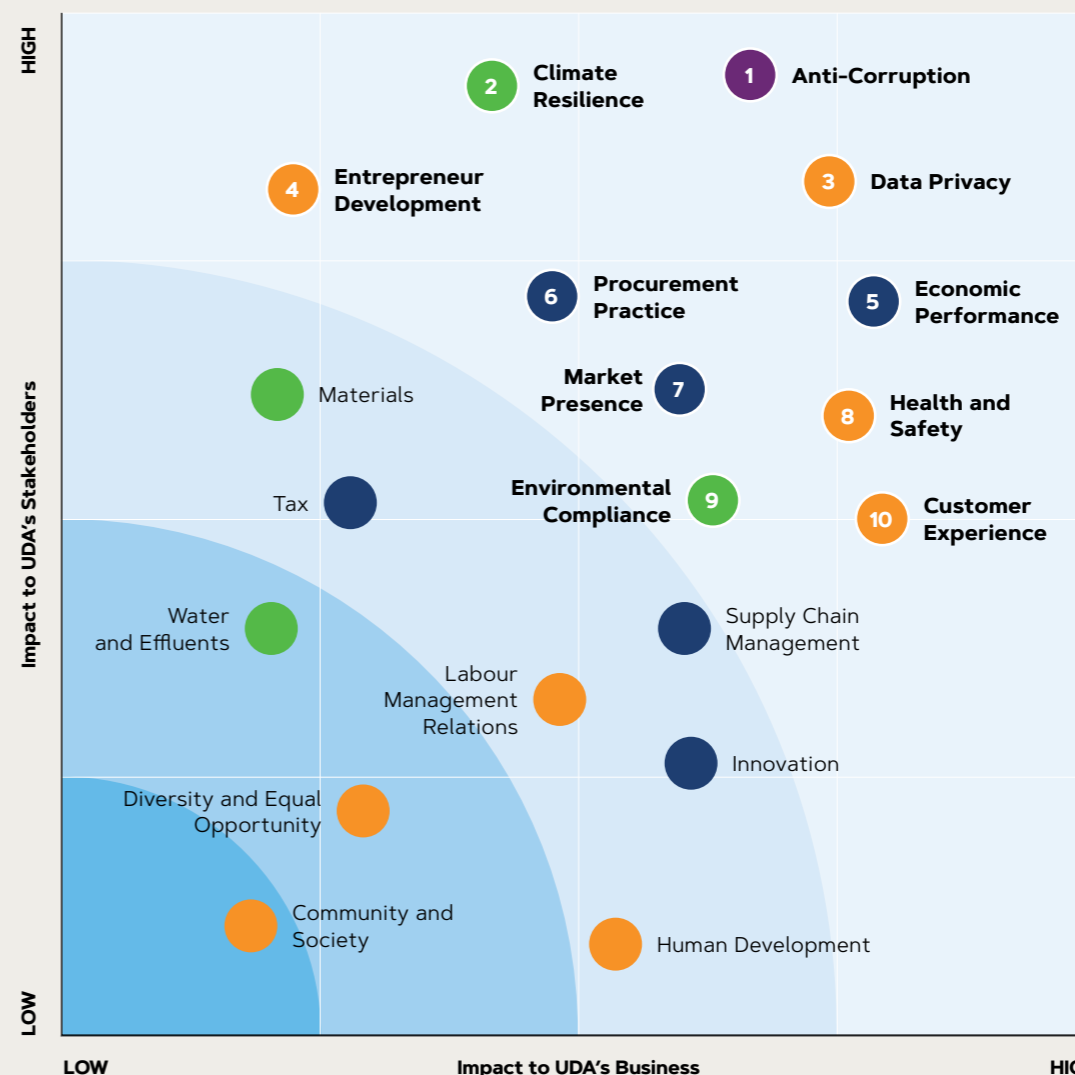 HIGH
Impact to UDA's Stakeholders
LOW
2
Climate
Resilience
1
Anti-Corruption
4
Entrepreneur
Development
3
Data Privacy
6
Procurement
Practice
5
Economic
Performance
Materials
Market
Presence
7
8
Health and
Safety
Tax
Environmental
Compliance
9
10
Customer
Experience
Water
and Effluents
Supply Chain
Management
Labour
Management
Relations
Innovation
Diversity and Equal
Opportunity
Community and
Society
Human Development
LOW
Impact to UDA's Business